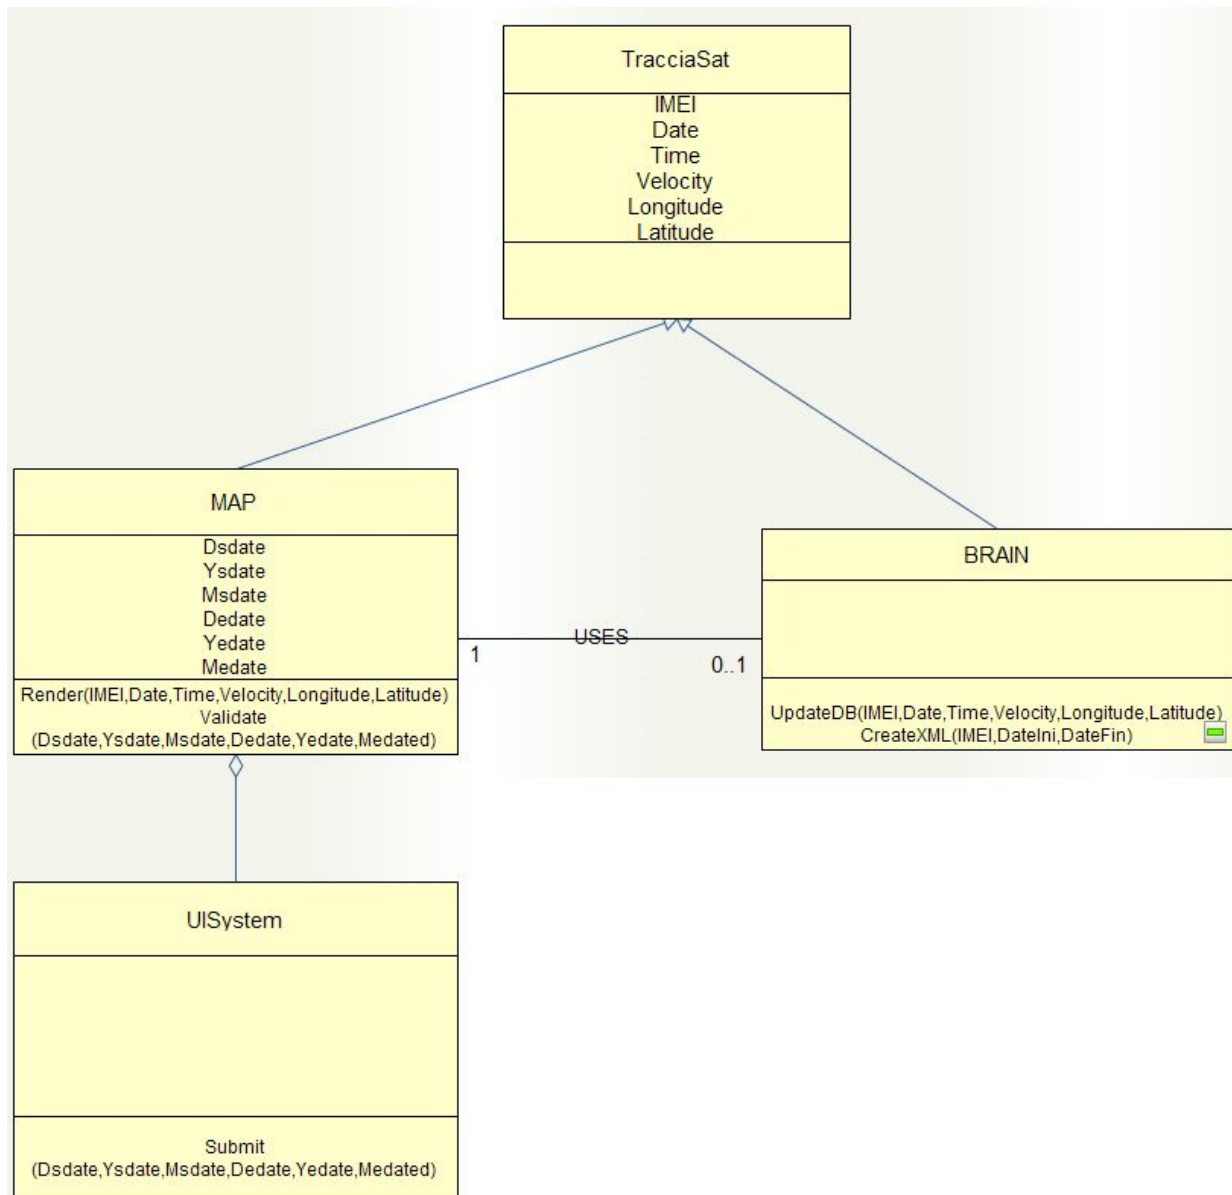 TracciaSat
IMEI
Date
Time
Velocity
Longitude
Latitude
MAP
Dsdate
Ysdate
Msdate
Dedate
Yedate
Medate
Render(IMEI,Date,Time,Velocity,Longitude,Latitude)
Validate
(Dsdate,Ysdate,Msdate,Dedate,Yedate,Medated)
1
USES
0..1
BRAIN
UpdateDB(IMEI,Date,Time,Velocity,Longitude,Latitude)
CreateXML(IMEI,DateIni,DateFin)
UISystem
Submit
(Dsdate,Ysdate,Msdate,Dedate,Yedate,Medated)